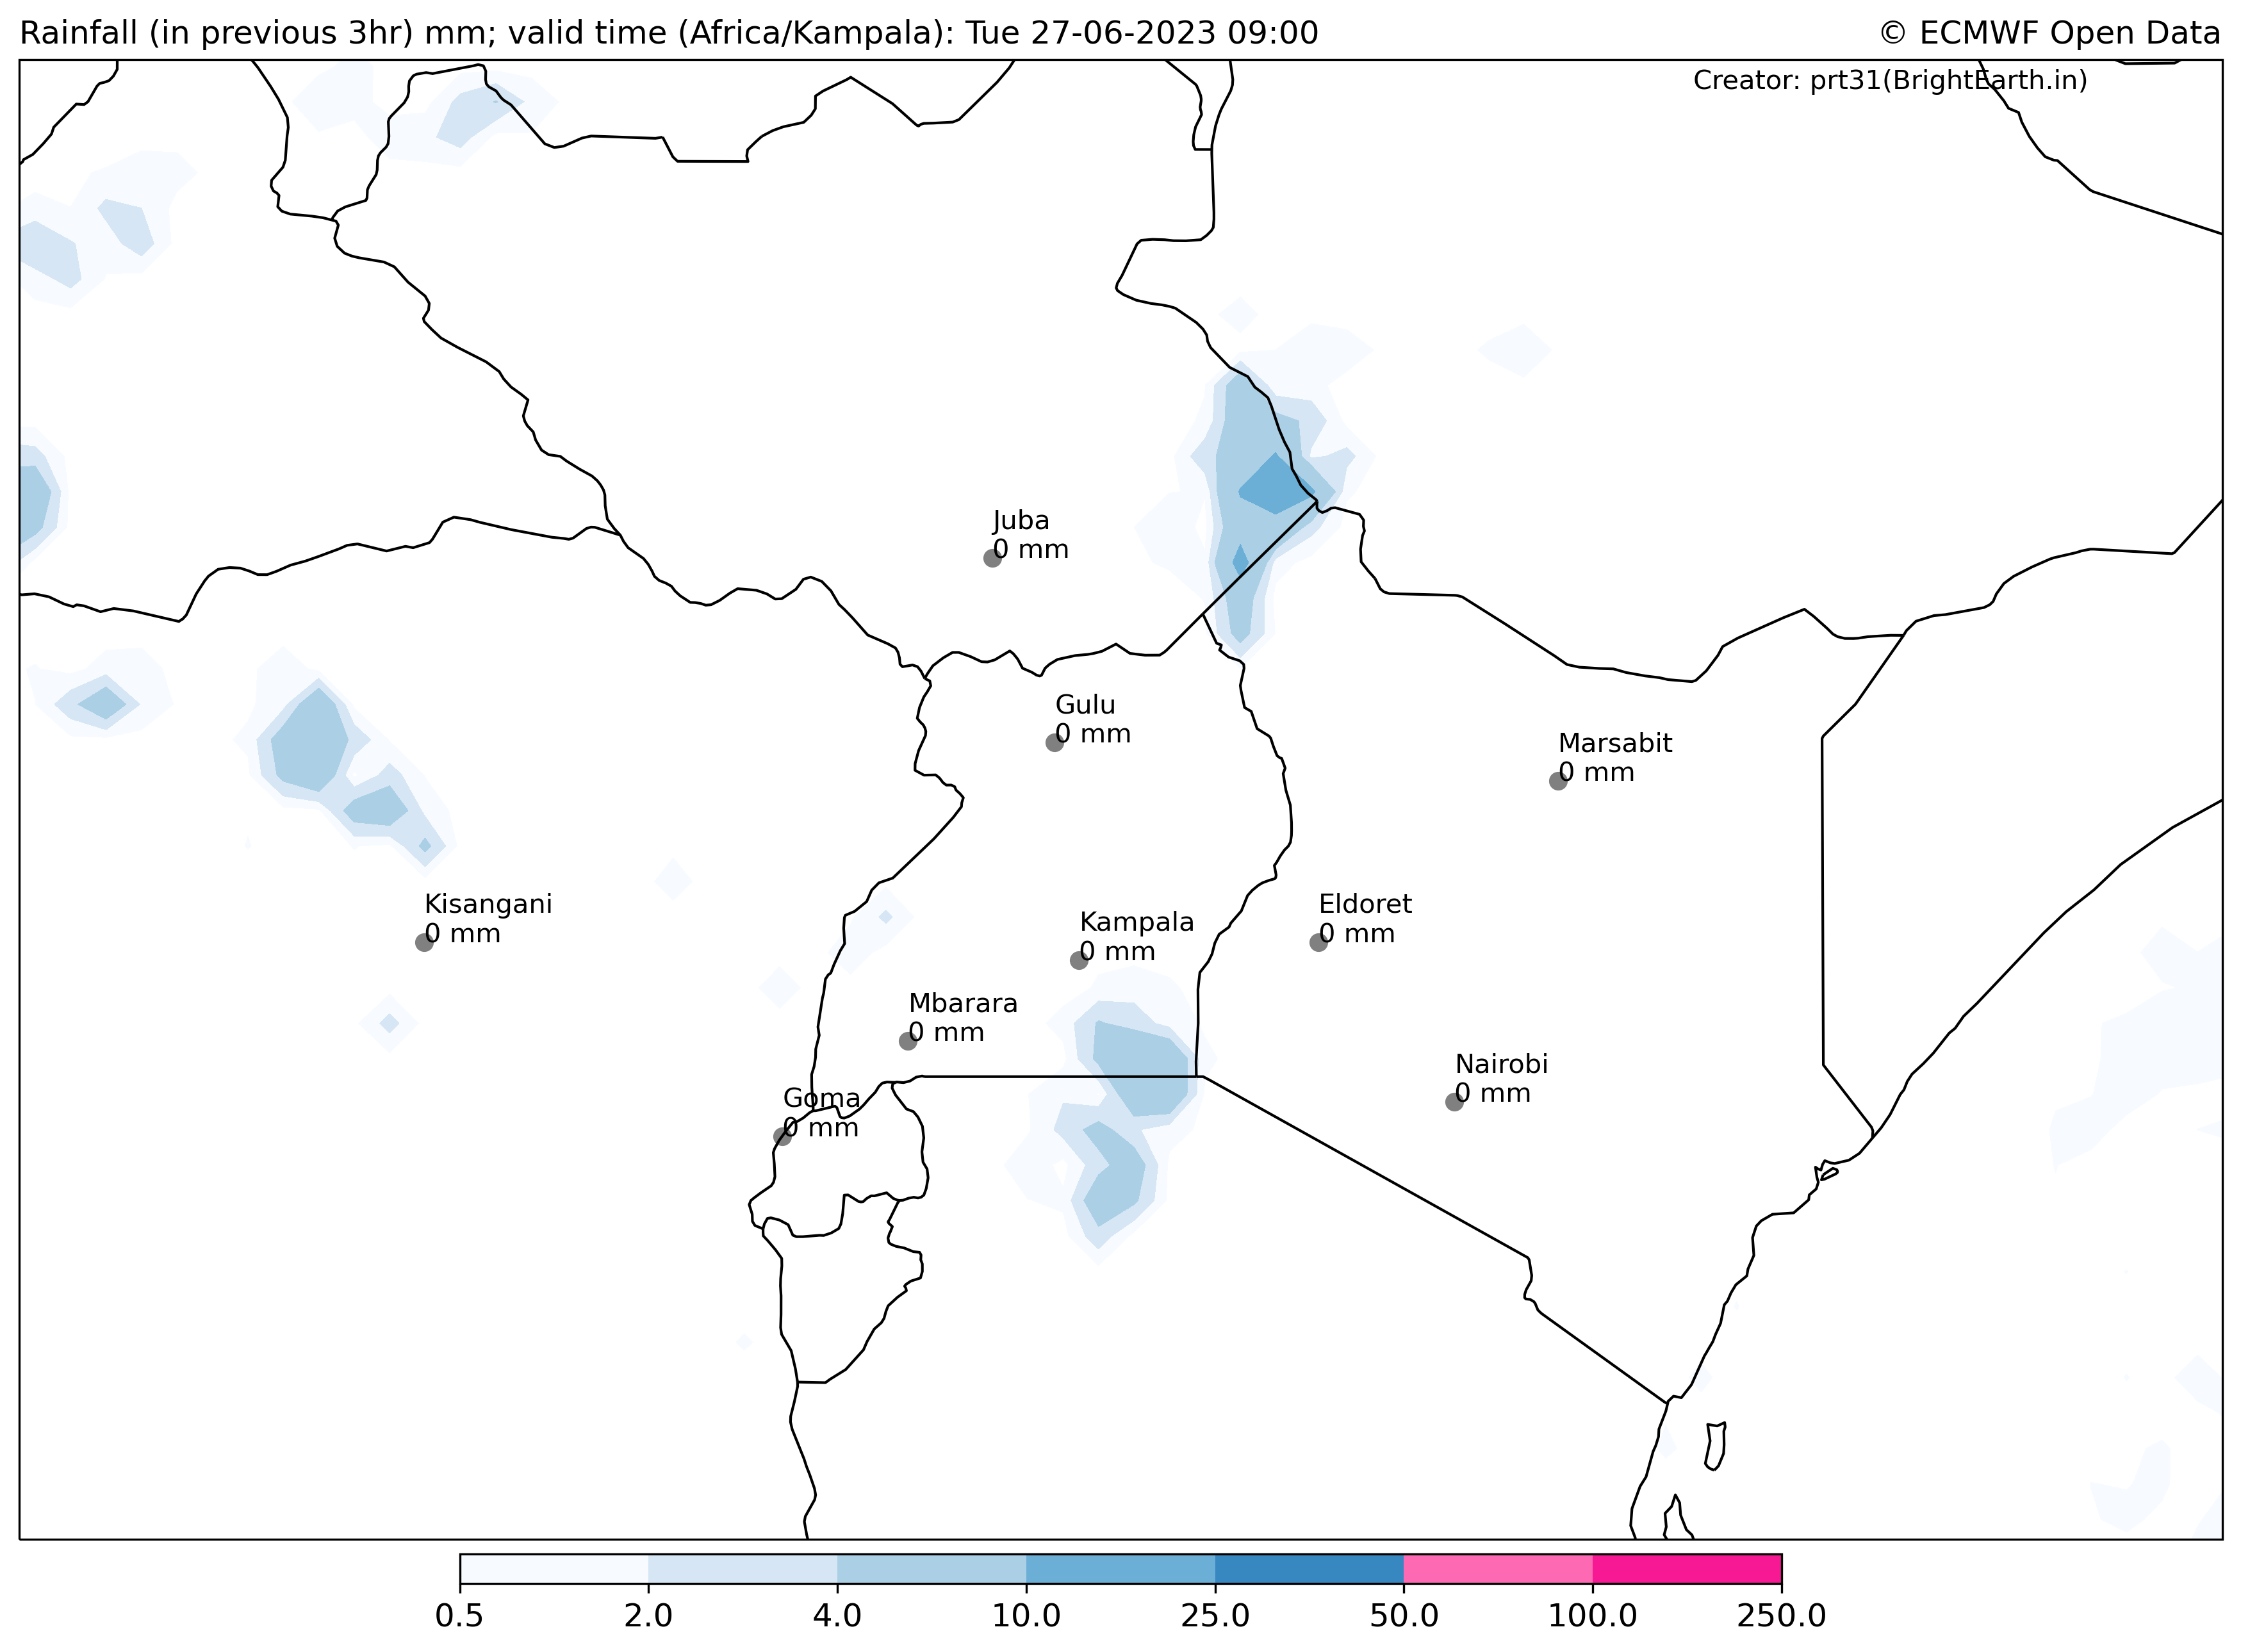 Rainfall (in previous 3hr) mm; valid time (Africa/Kampala): Tue 27-06-2023 09:00
© ECMWF Open Data
Creator: prt31(BrightEarth.in)
Juba
0 mm
Gulu
0 mm
Marsabit
0 mm
Kisangani
0 mm
Kampala
0 mm
Eldoret
0 mm
Mbarara
0 mm
Nairobi
0 mm
Goma
0 mm
0.5 2.0 4.0 10.0 25.0 50.0 100.0 250.0